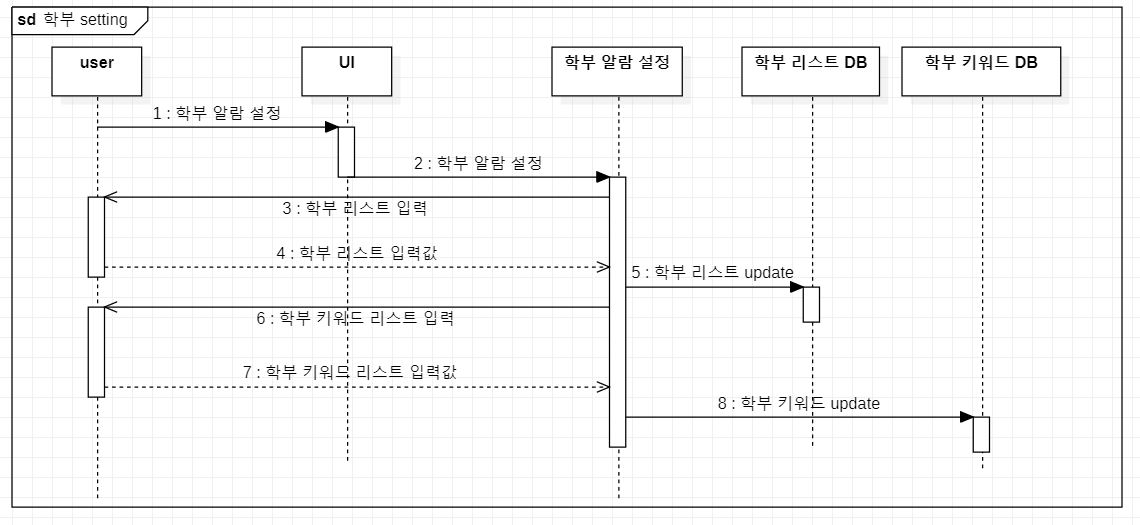 sd 학부 setting
user
UI
학부 알람 설정
학부 리스트 DB
학부 키워드 DB
1 : 학부 알람 설정
2 : 학부 알람 설정
3 : 학부 리스트 입력
4 : 학부 리스트 입력값
5 : 학부 리스트 update
6 : 학부 키워드 리스트 입력
7 : 학부 키워드 리스트 입력값
8 : 학부 키워드 update